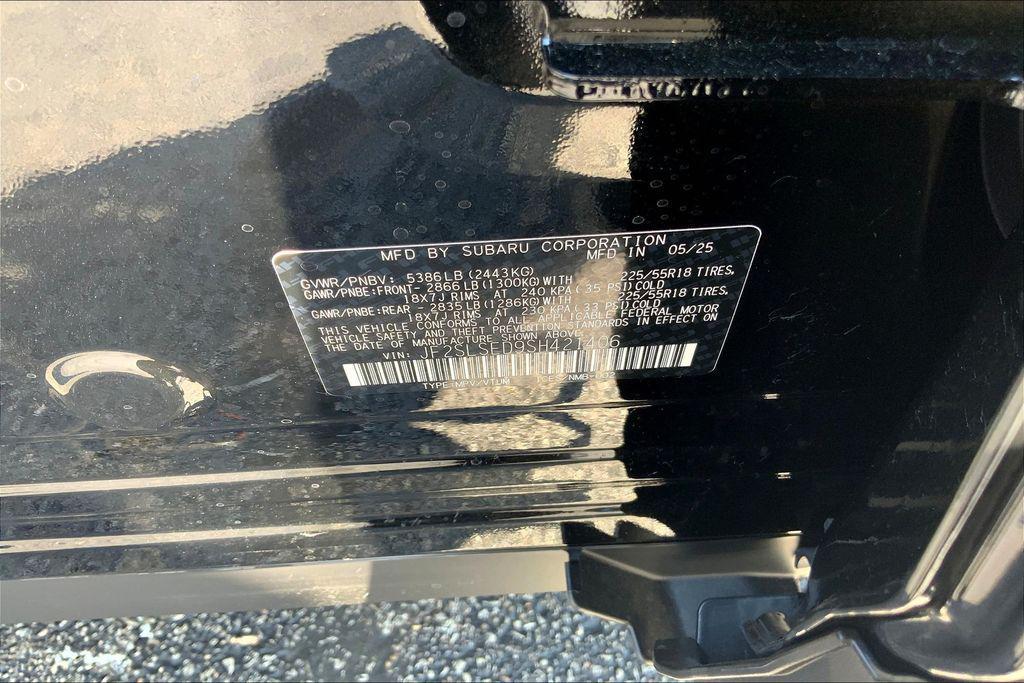 MFD BY SUBARU CORPORATION
MFD IN 05/25
GVWR/PNBV: 5386LB (2443KG)
GAWR/PNBE: FRONT- 2866LB (1300KG) WITH 225/55R18 TIRES,
18X7J RIMS AT 240 KPA (35 PSI) COLD
GAWR/PNBE: REAR - 2835LB (1286KG) WITH 225/55R18 TIRES,
18X7J RIMS AT 230 KPA (33 PSI) COLD
THIS VEHICLE CONFORMS TO ALL APPLICABLE FEDERAL MOTOR
VEHICLE SAFETY AND THEFT PREVENTION STANDARDS IN EFFECT ON
THE DATE OF MANUFACTURE SHOWN ABOVE.
VIN:
TYPE:MPV/VTUM